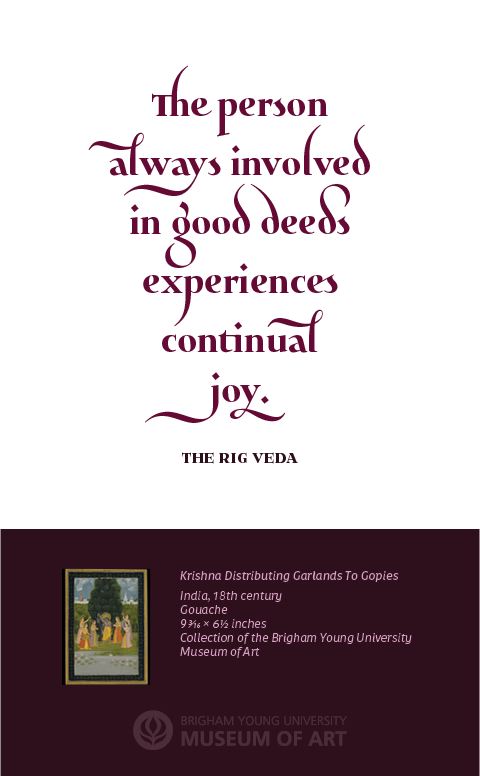 The person
always involved
in good deeds
experiences
continual
joy.
THE RIG VEDA
Krishna Distributing Garlands To Gopies
India, 18th century
Gouache
9 3⁄16 × 6½ inches
Collection of the Brigham Young University
Museum of Art
BRIGHAM YOUNG UNIVERSITY
MUSEUM OF ART